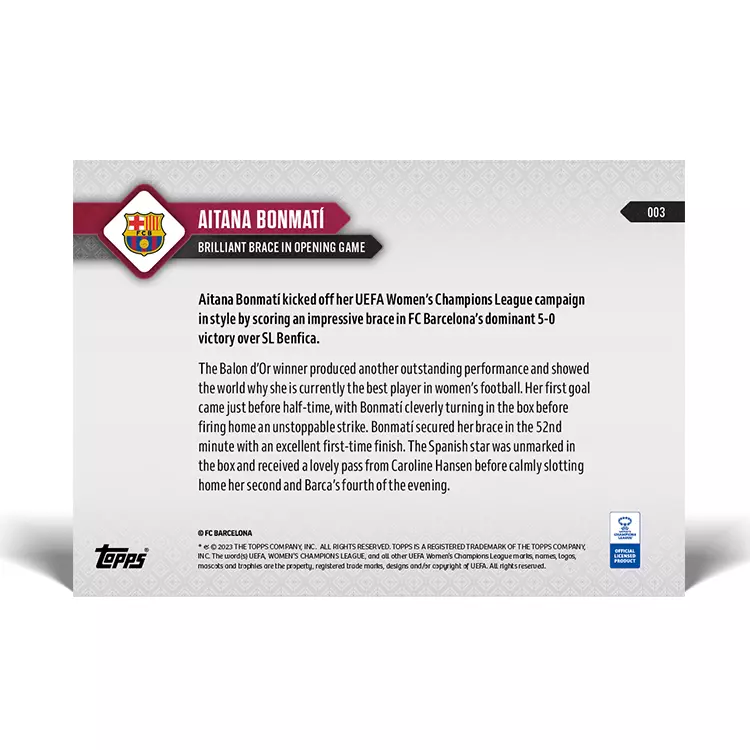 FCB
AITANA BONMATÍ
BRILLIANT BRACE IN OPENING GAME
003
Aitana Bonmatí kicked off her UEFA Women's Champions League campaign
in style by scoring an impressive brace in FC Barcelona's dominant 5-0
victory over SL Benfica.
The Balon d'Or winner produced another outstanding performance and showed
the world why she is currently the best player in women's football. Her first goal
came just before half-time, with Bonmatí cleverly turning in the box before
firing home an unstoppable strike. Bonmatí secured her brace in the 52nd
minute with an excellent first-time finish. The Spanish star was unmarked in
the box and received a lovely pass from Caroline Hansen before calmly slotting
home her second and Barca's fourth of the evening.
© FC BARCELONA
Topps®
* ® © 2023 THE TOPPS COMPANY, INC. ALL RIGHTS RESERVED. TOPPS IS A REGISTERED TRADEMARK OF THE TOPPS COMPANY,
INC. The word(s) UEFA, WOMEN'S CHAMPIONS LEAGUE, and all other UEFA Women's Champions League marks, names, logos,
mascots and trophies are the property, registered trade marks, designs and/or copyright of UEFA. All rights reserved.
WOMEN'S
CHAMPIONS
LEAGUE
OFFICIAL
LICENSED
PRODUCT